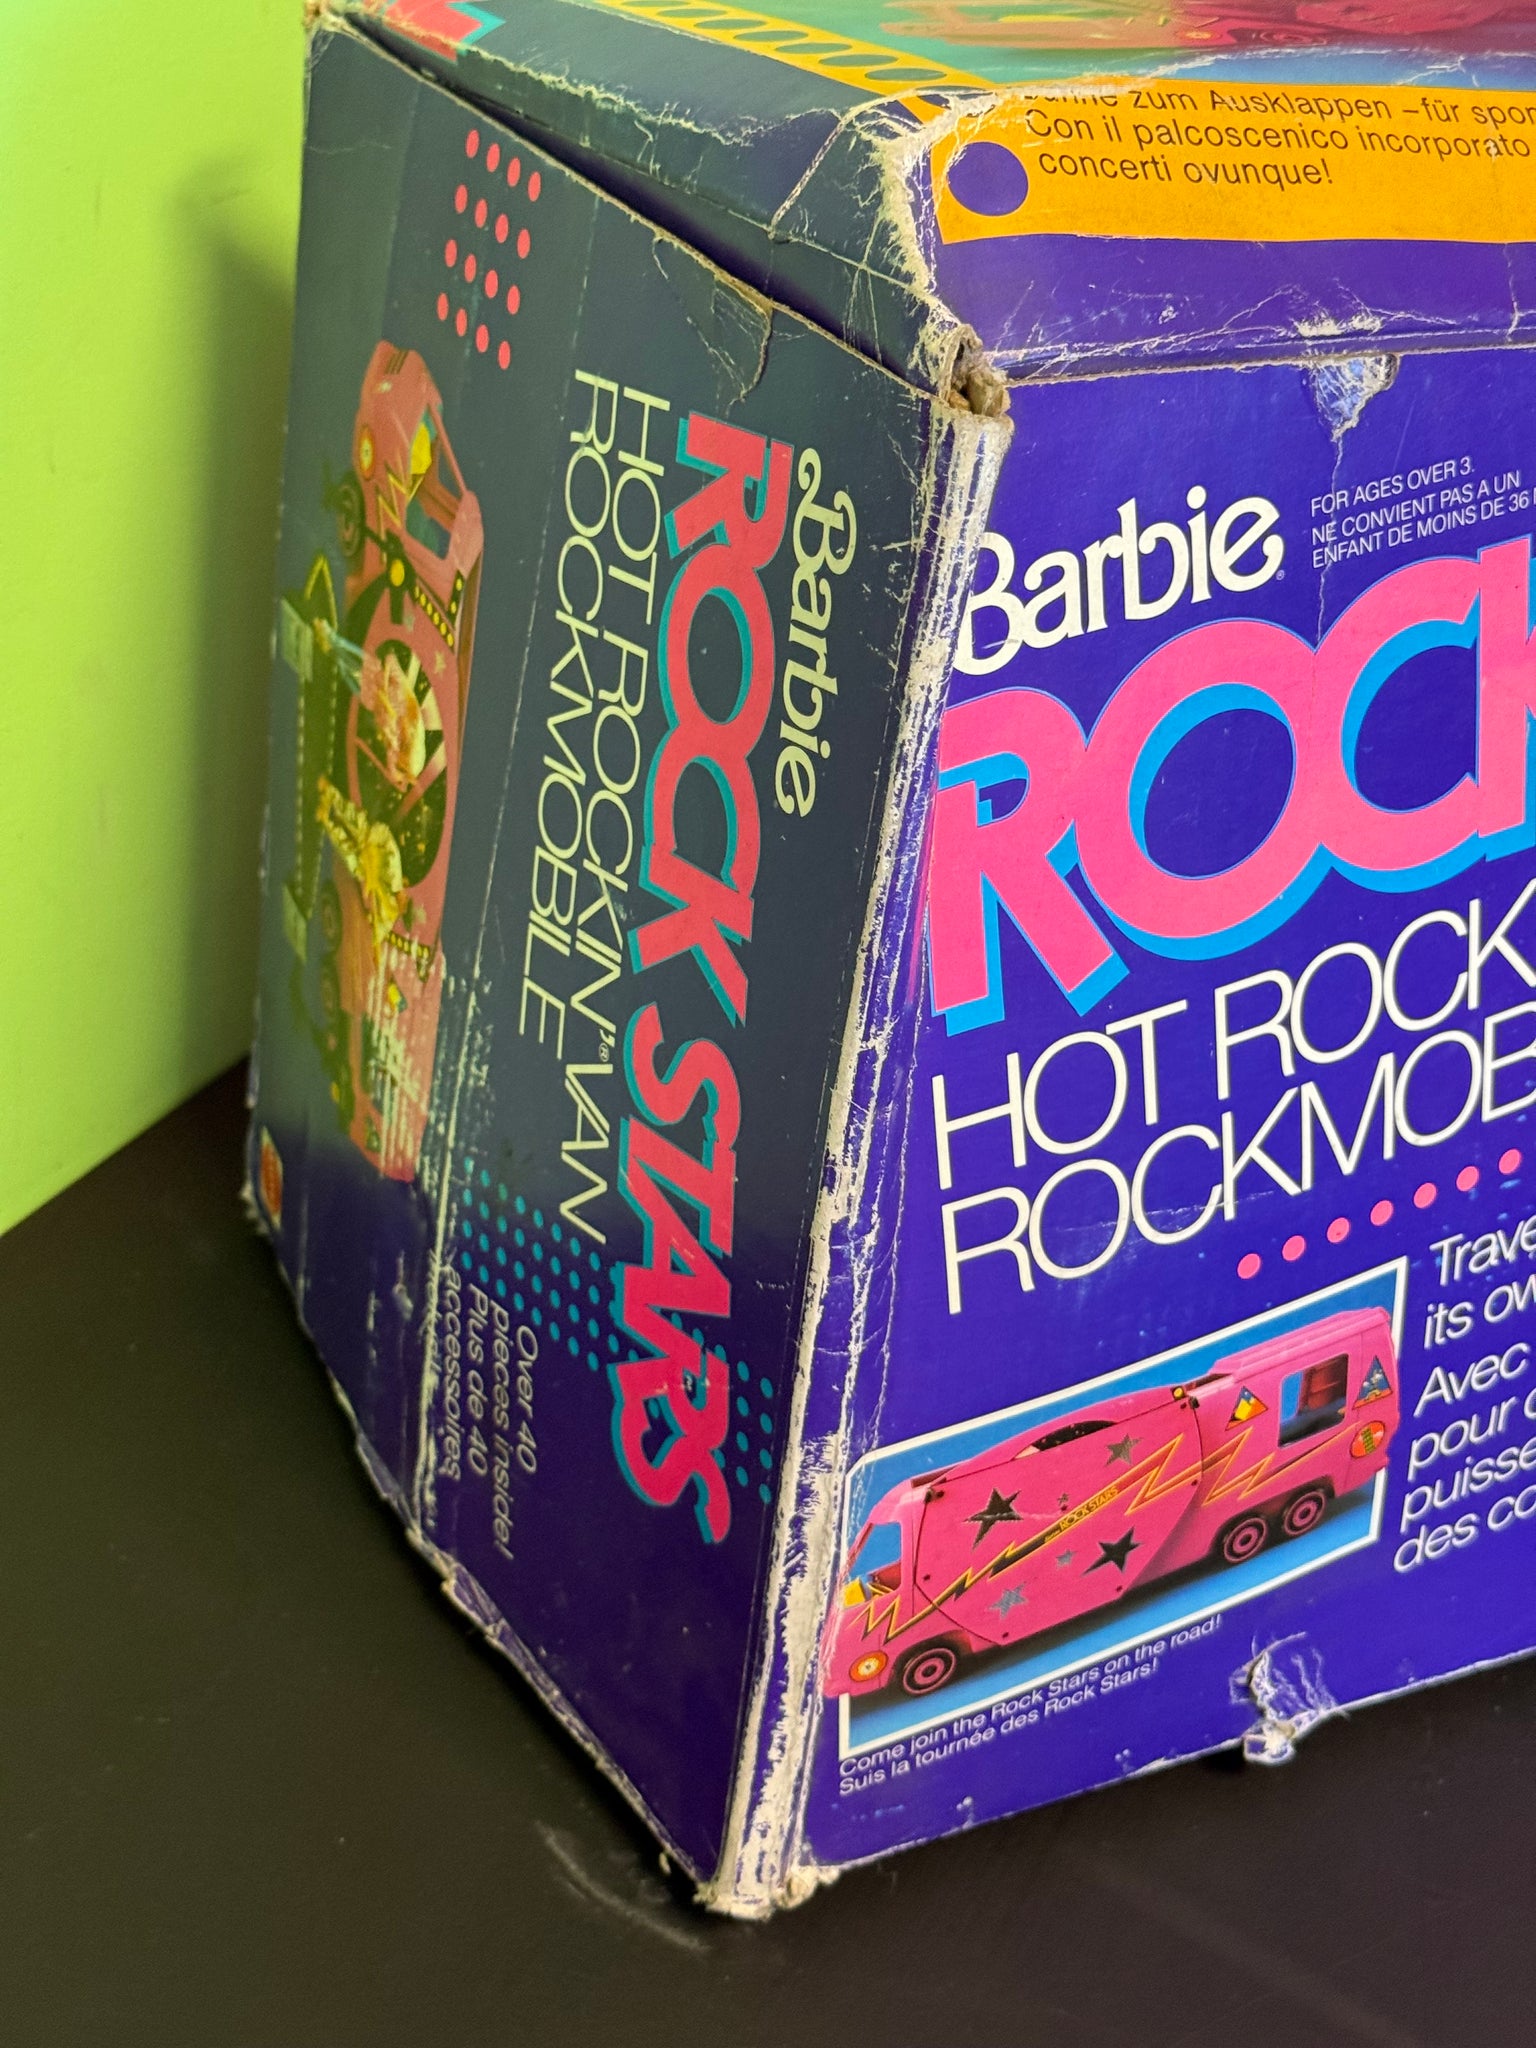 zum Ausklappen – für spor
Con il palcoscenico incorporato
concerti ovunque!
Barbie
ROCK STARS
HOT ROCKIN'® VAN
ROCKMOBILE
Over 40
pieces inside!
Plus de 40
accessoires
Barbie®
FOR AGES OVER 3.
NE CONVIENT PAS A UN
ENFANT DE MOINS DE 36
ROCK
HOT ROCK
ROCKMOB
Trave
its ow
Avec
pour
puisse
des co
ROCK STARS
Come join the Rock Stars on the road!
Suis la tournée des Rock Stars!